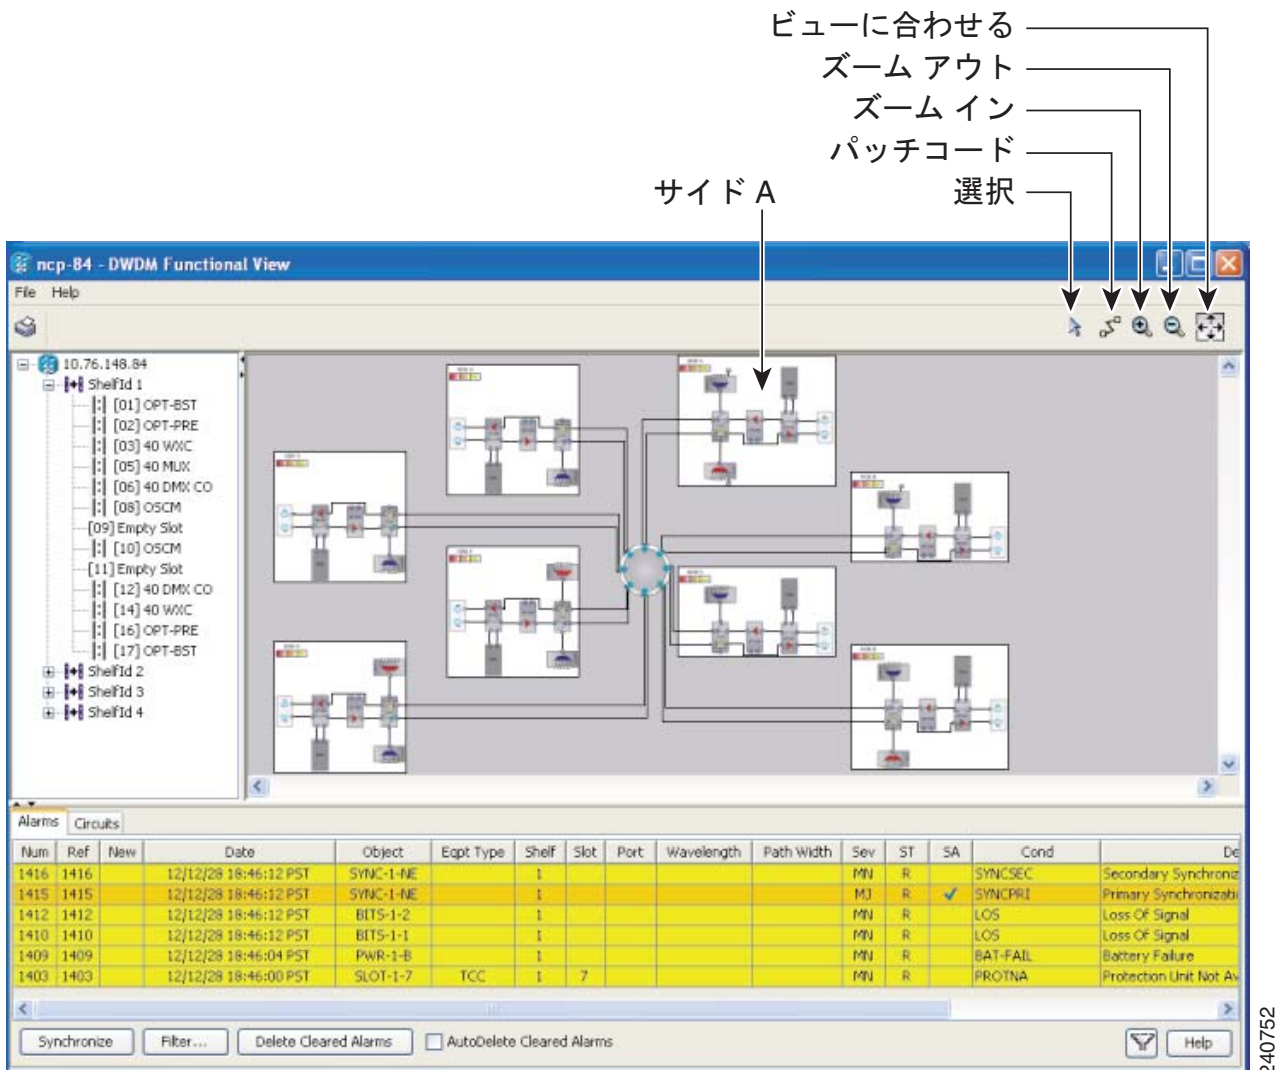 ビューに合わせる
ズーム アウト
ズーム イン
パッチコード
サイド A
選択
ncp-84 - DWDM Functional View
File Help
10.76.148.84
ShelfId 1
[01] OPT-BST
[02] OPT-PRE
[03] 40 WXC
[05] 40 MUX
[06] 40 DMX CO
[08] OSCM
[09] Empty Slot
[10] OSCM
[11] Empty Slot
[12] 40 DMX CO
[14] 40 WXC
[16] OPT-PRE
[17] OPT-BST
ShelfId 2
ShelfId 3
ShelfId 4
Alarms Circuits
Num Ref New Date Object Eqpt Type Shelf Slot Port Wavelength Path Width Sev ST SA Cond De
1416 1416 12/12/28 18:46:12 PST SYNC-1-NE 1 MN R SYNCSEC Secondary Synchroniz
1415 1415 12/12/28 18:46:12 PST SYNC-1-NE 1 MJ R ✓ SYNCPRI Primary Synchronizati
1412 1412 12/12/28 18:46:12 PST BITS-1-2 1 MN R LOS Loss Of Signal
1410 1410 12/12/28 18:46:12 PST BITS-1-1 1 MN R LOS Loss Of Signal
1409 1409 12/12/28 18:46:04 PST PWR-1-B 1 MN R BAT-FAIL Battery Failure
1403 1403 12/12/28 18:46:00 PST SLOT-1-7 TCC 1 7 MN R PROTNA Protection Unit Not Av
Synchronize Filter... Delete Cleared Alarms AutoDelete Cleared Alarms Help
240752